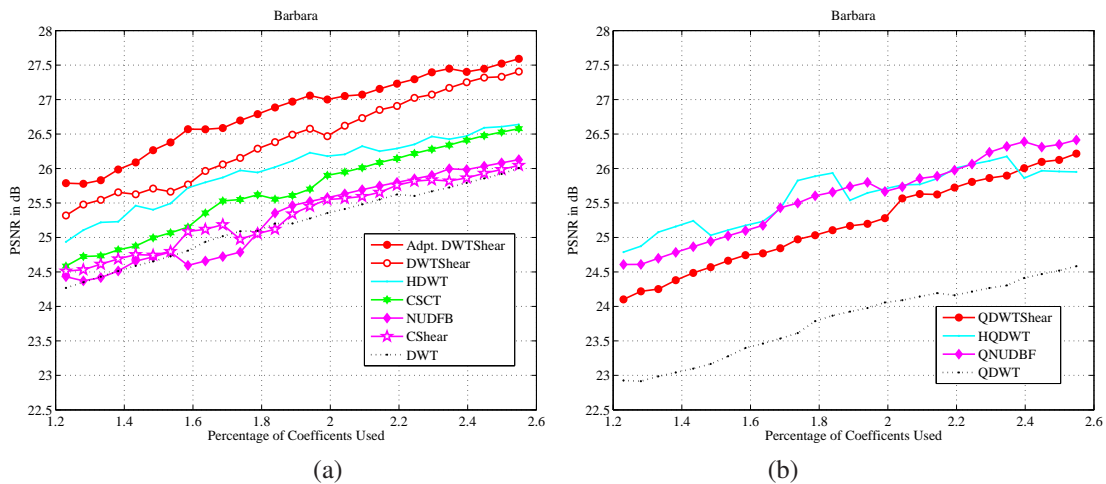 Barbara
28
27.5
27
26.5
26
25.5
25
24.5
24
23.5
23
22.5
PSNR in dB
1.2 1.4 1.6 1.8 2 2.2 2.4 2.6
Percentage of Coefficents Used
Adpt. DWTShear
DWTShear
HDWT
CSCT
NUDFB
CShear
DWT
(a)
Barbara
28
27.5
27
26.5
26
25.5
25
24.5
24
23.5
23
22.5
PSNR in dB
1.2 1.4 1.6 1.8 2 2.2 2.4 2.6
Percentage of Coefficents Used
QDWTShear
HQDWT
QNUDBF
QDWT
(b)